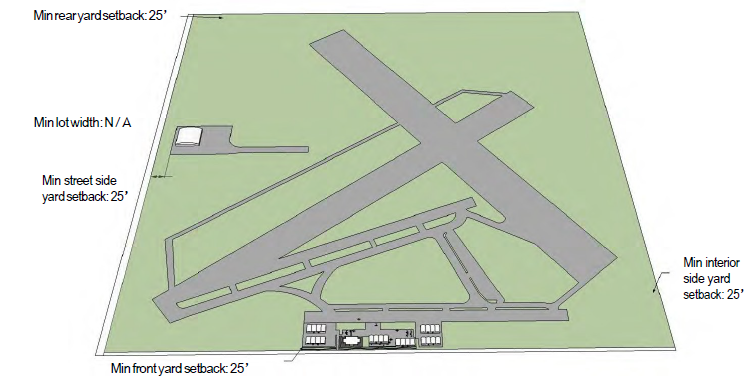 Min rear yard setback: 25’
Min lot width: N / A
Min street side
yard setback: 25’
Min interior
side yard
setback: 25’
Min front yard setback: 25’